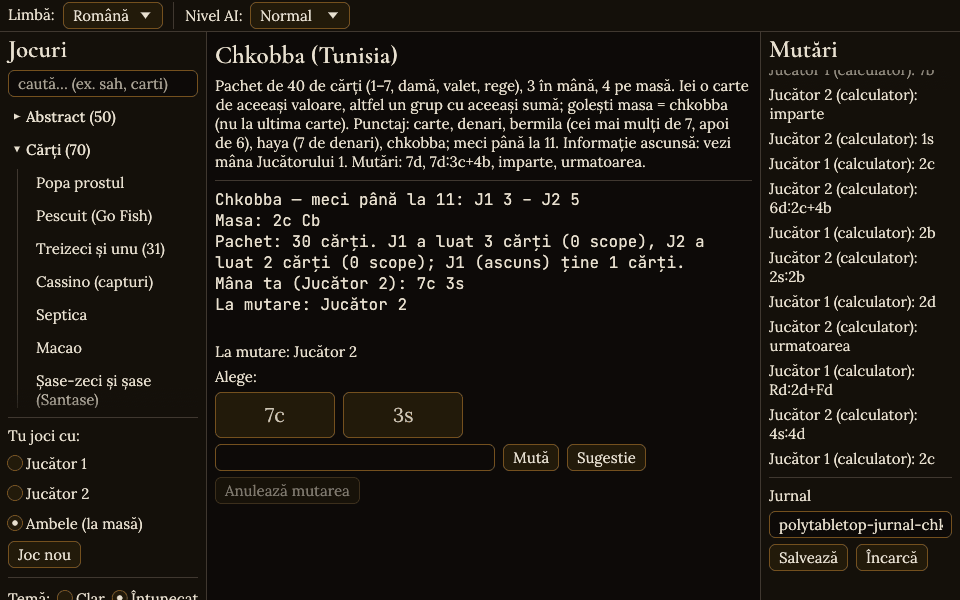 Limbă:
Română
Nivel AI:
Normal
Jocuri
caută... (ex. sah, carti)
Abstract (50)
Cărți (70)
Popa prostul
Pescuit (Go Fish)
Treizeci și unu (31)
Cassino (capturi)
Septica
Macao
Șase-zeci și șase
(Santase)
Tu joci cu:
Jucător 1
Jucător 2
Ambele (la masă)
Joc nou
Temă:
Clar
Întunecat
Chkobba (Tunisia)
Pachet de 40 de cărți (1–7, damă, valet, rege), 3 în mână, 4 pe masă. Iei o carte
de aceeași valoare, altfel un grup cu aceeași sumă; golești masa = chkobba
(nu la ultima carte). Punctaj: carte, denari, bermila (cei mai mulți de 7, apoi
de 6), haya (7 de denari), chkobba; meci până la 11. Informație ascunsă: vezi
mâna Jucătorului 1. Mutări: 7d, 7d:3c+4b, imparte, urmatoarea.
Chkobba — meci până la 11: J1 3 – J2 5
Masa: 2c Cb
Pachet: 30 cărți. J1 a luat 3 cărți (0 scope), J2 a
luat 2 cărți (0 scope); J1 (ascuns) ține 1 cărți.
Mâna ta (Jucător 2): 7c 3s
La mutare: Jucător 2
La mutare: Jucător 2
Alege:
7c
3s
Mută
Sugestie
Anulează mutarea
Mutări
Jucător 1 (calculator): 7b
Jucător 2 (calculator):
imparte
Jucător 2 (calculator): 1s
Jucător 1 (calculator): 2c
Jucător 2 (calculator):
6d:2c+4b
Jucător 1 (calculator): 2b
Jucător 2 (calculator):
2s:2b
Jucător 1 (calculator): 2d
Jucător 2 (calculator):
urmatoarea
Jucător 1 (calculator):
Rd:2d+Fd
Jucător 2 (calculator):
4s:4d
Jucător 1 (calculator): 2c
Jurnal
polytabletop-jurnal-chk
Salvează
Încarcă